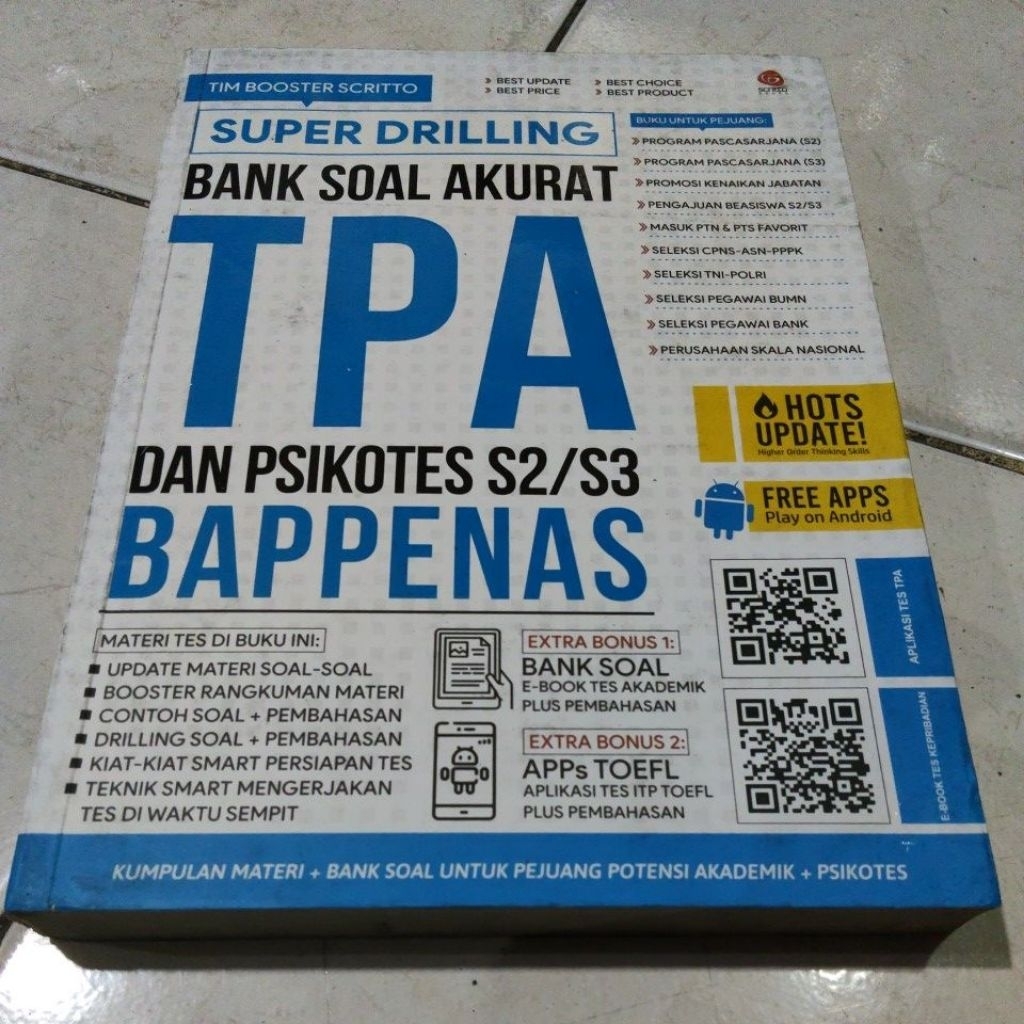 TIM BOOSTER SCRITTO
» BEST UPDATE
» BEST PRICE
» BEST CHOICE
» BEST PRODUCT
SUPER DRILLING
BANK SOAL AKURAT
TPA
DAN PSIKOTES S2/S3
BAPPENAS
BUKU UNTUK PEJUANG:
» PROGRAM PASCASARJANA (S2)
» PROGRAM PASCASARJANA (S3)
» PROMOSI KENAIKAN JABATAN
» PENGAJUAN BEASISWA S2/S3
» MASUK PTN & PTS FAVORIT
» SELEKSI CPNS-ASN-PPPK
» SELEKSI TNI-POLRI
» SELEKSI PEGAWAI BUMN
» SELEKSI PEGAWAI BANK
» PERUSAHAAN SKALA NASIONAL
HOTS
UPDATE!
Higher Order Thinking Skills
FREE APPS
Play on Android
APLIKASI TES TPA
E-BOOK TES KEPRIBADIAN
MATERI TES DI BUKU INI:
▪ UPDATE MATERI SOAL-SOAL
▪ BOOSTER RANGKUMAN MATERI
▪ CONTOH SOAL + PEMBAHASAN
▪ DRILLING SOAL + PEMBAHASAN
▪ KIAT-KIAT SMART PERSIAPAN TES
▪ TEKNIK SMART MENGERJAKAN
TES DI WAKTU SEMPIT
EXTRA BONUS 1:
BANK SOAL
E-BOOK TES AKADEMIK
PLUS PEMBAHASAN
EXTRA BONUS 2:
APPs TOEFL
APLIKASI TES ITP TOEFL
PLUS PEMBAHASAN
KUMPULAN MATERI + BANK SOAL UNTUK PEJUANG POTENSI AKADEMIK + PSIKOTES